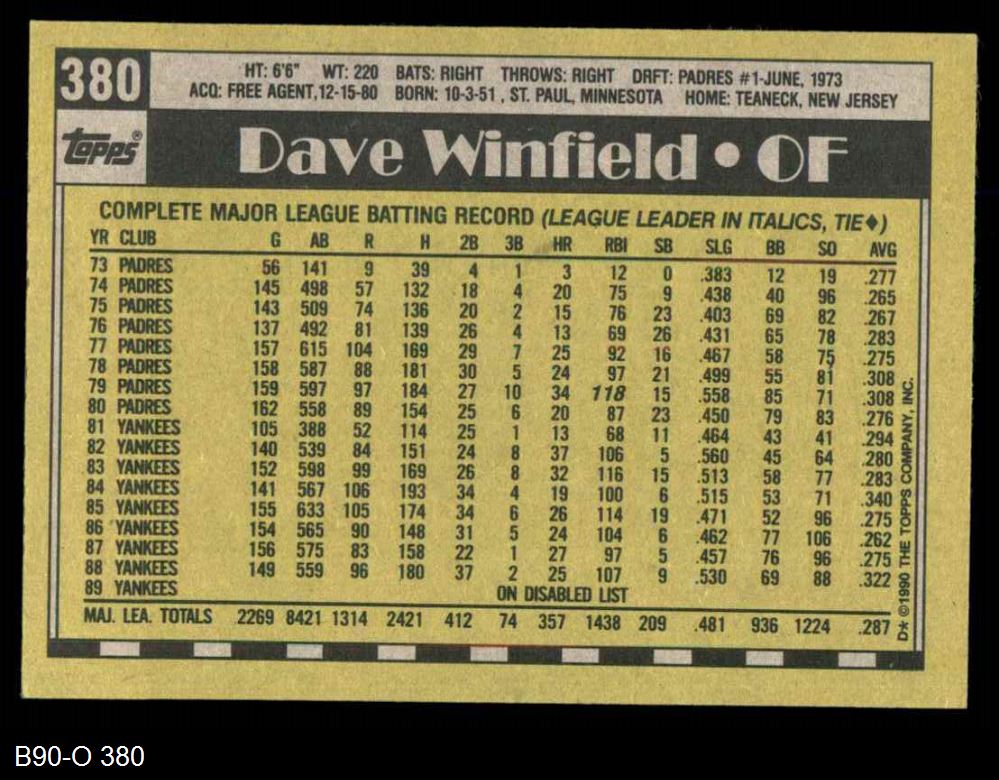 380
HT: 6'6" WT: 220 BATS: RIGHT THROWS: RIGHT DRFT: PADRES #1-JUNE, 1973
ACQ: FREE AGENT,12-15-80 BORN: 10-3-51 , ST. PAUL, MINNESOTA HOME: TEANECK, NEW JERSEY
topps®
Dave Winfield • OF
COMPLETE MAJOR LEAGUE BATTING RECORD (LEAGUE LEADER IN ITALICS, TIE♦)
YR CLUB G AB R H 2B 3B HR RBI SB SLG BB SO AVG
73 PADRES 56 141 9 39 4 1 3 12 0 .383 12 19 .277
74 PADRES 145 498 57 132 18 4 20 75 9 .438 40 96 .265
75 PADRES 143 509 74 136 20 2 15 76 23 .403 69 82 .267
76 PADRES 137 492 81 139 26 4 13 69 26 .431 65 78 .283
77 PADRES 157 615 104 169 29 7 25 92 16 .467 58 75 .275
78 PADRES 158 587 88 181 30 5 24 97 21 .499 55 81 .308
79 PADRES 159 597 97 184 27 10 34 118 15 .558 85 71 .308
80 PADRES 162 558 89 154 25 6 20 87 23 .450 79 83 .276
81 YANKEES 105 388 52 114 25 1 13 68 11 .464 43 41 .294
82 YANKEES 140 539 84 151 24 8 37 106 5 .560 45 64 .280
83 YANKEES 152 598 99 169 26 8 32 116 15 .513 58 77 .283
84 YANKEES 141 567 106 193 34 4 19 100 6 .515 53 71 .340
85 YANKEES 155 633 105 174 34 6 26 114 19 .471 52 96 .275
86 YANKEES 154 565 90 148 31 5 24 104 6 .462 77 106 .262
87 YANKEES 156 575 83 158 22 1 27 97 5 .457 76 96 .275
88 YANKEES 149 559 96 180 37 2 25 107 9 .530 69 88 .322
89 YANKEES ON DISABLED LIST
MAJ. LEA. TOTALS 2269 8421 1314 2421 412 74 357 1438 209 .481 936 1224 .287
D* ©1990 THE TOPPS COMPANY, INC.
B90-O 380